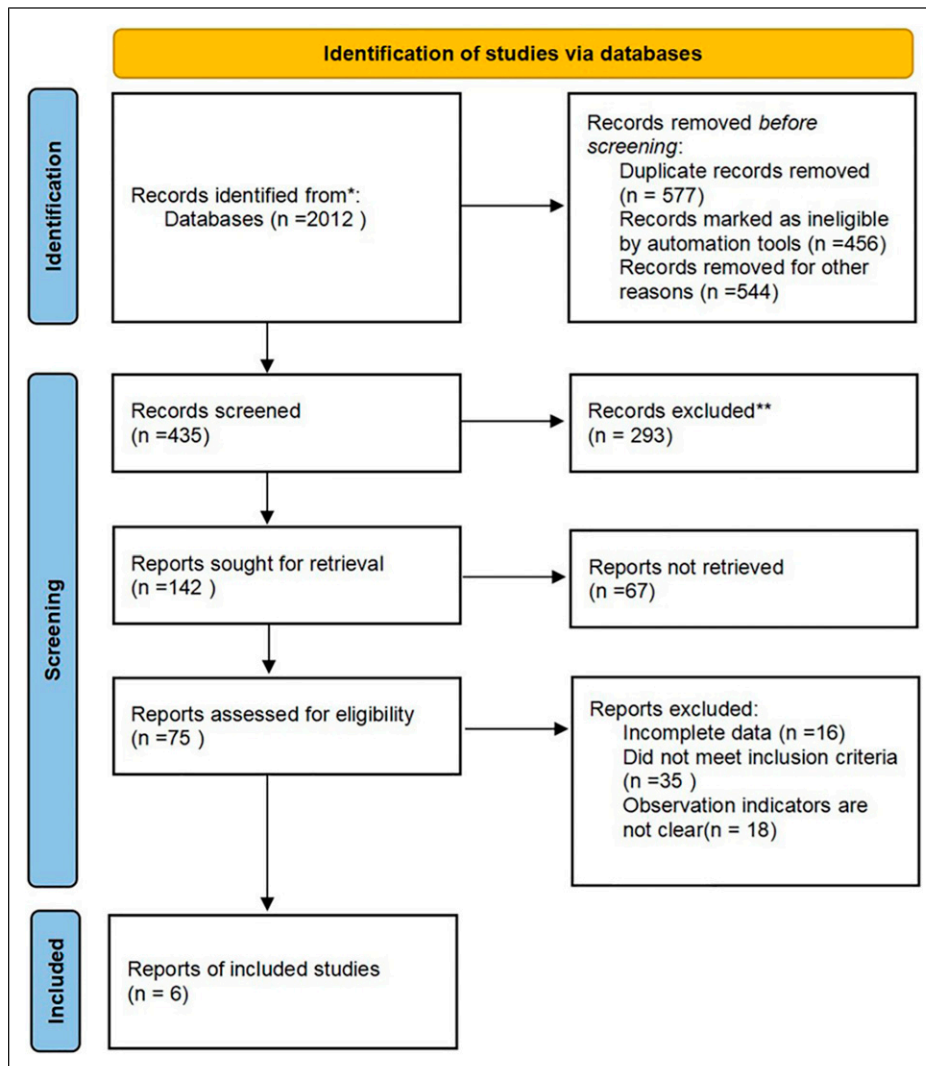 Identification of studies via databases
Identification
Records identified from*:
Databases (n =2012 )
Records removed before
screening:
Duplicate records removed
(n = 577)
Records marked as ineligible
by automation tools (n =456)
Records removed for other
reasons (n =544)
Screening
Records screened
(n =435)
Records excluded**
(n = 293)
Reports sought for retrieval
(n =142 )
Reports not retrieved
(n =67)
Reports assessed for eligibility
(n =75 )
Reports excluded:
Incomplete data (n =16)
Did not meet inclusion criteria
(n =35 )
Observation indicators are
not clear(n = 18)
Included
Reports of included studies
(n = 6)